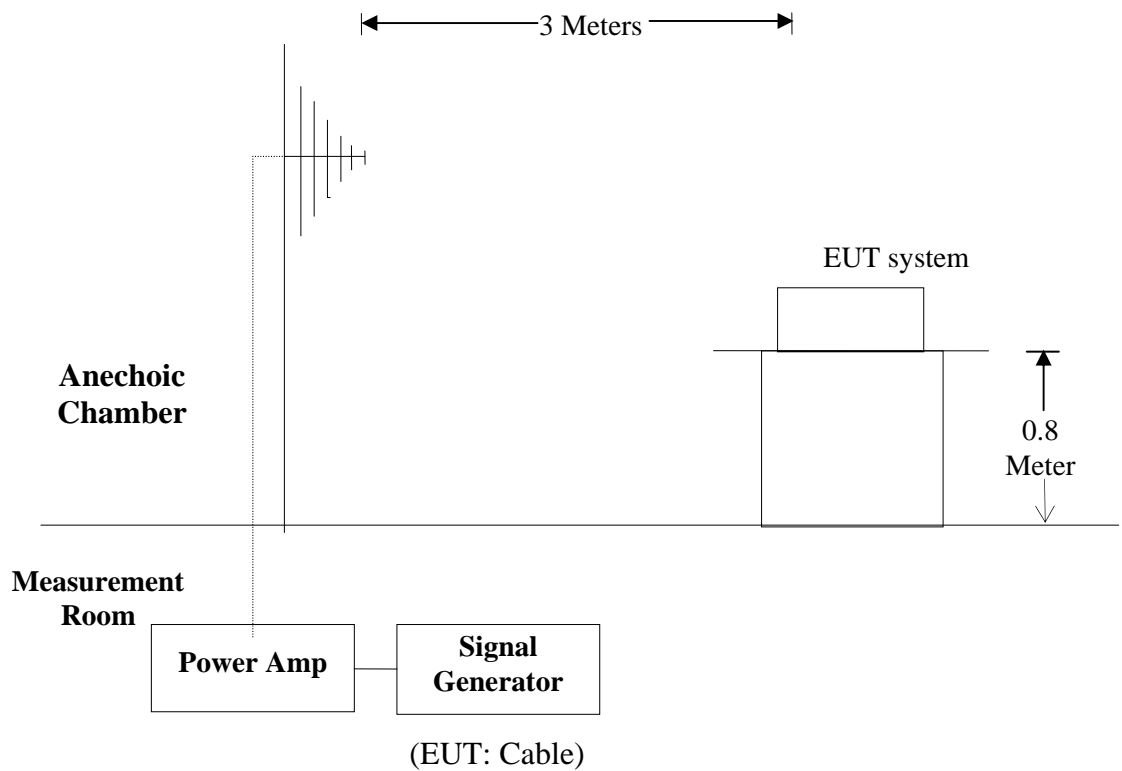 3 Meters
EUT system
Anechoic
Chamber
0.8
Meter
Measurement
Room
Power Amp
Signal
Generator
(EUT: Cable)